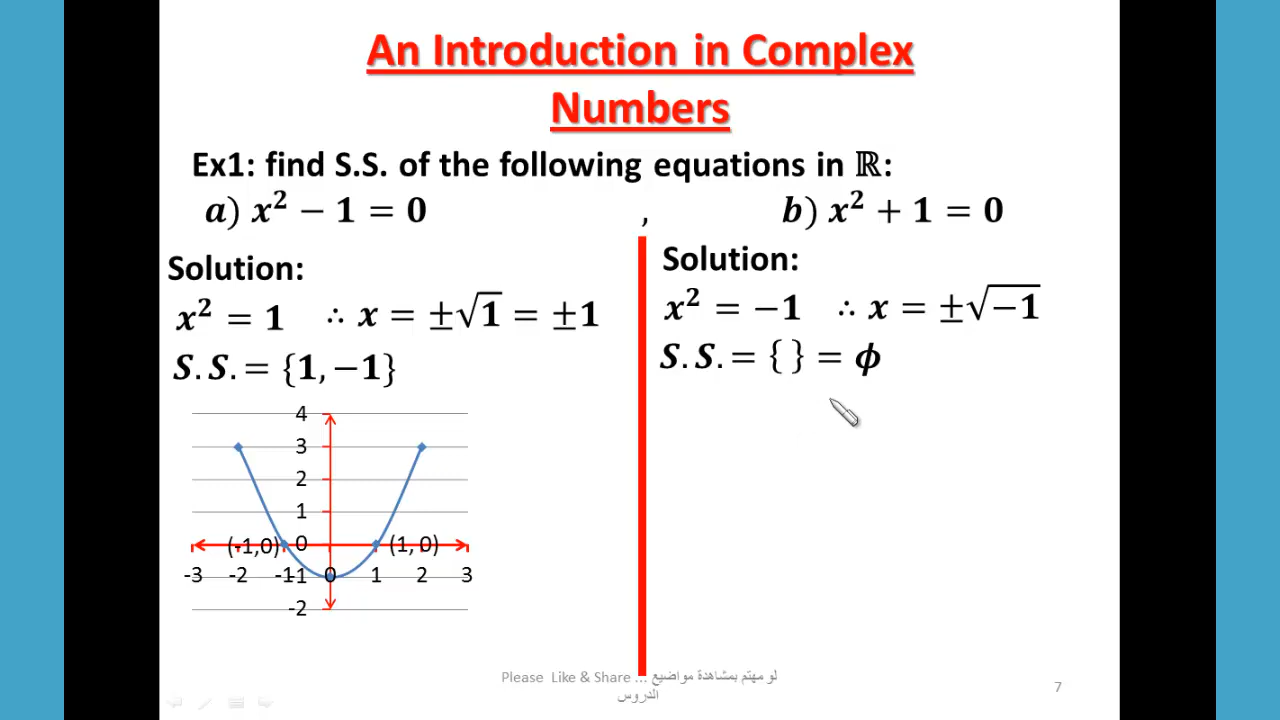 An Introduction in Complex
Numbers
Ex1: find S.S. of the following equations in ℝ:
a) x² − 1 = 0 , b) x² + 1 = 0
Solution:
x² = 1 ∴ x = ±√1 = ±1
S.S. = {1, −1}
4
3
2
1
0
-1
-2
(-1,0)
(1, 0)
-3 -2 -1 0 1 2 3
Solution:
x² = −1 ∴ x = ±√−1
S.S. = { } = ϕ
Please Like & Share ... لو مهتم بمشاهدة مواضيع
الدروس
7